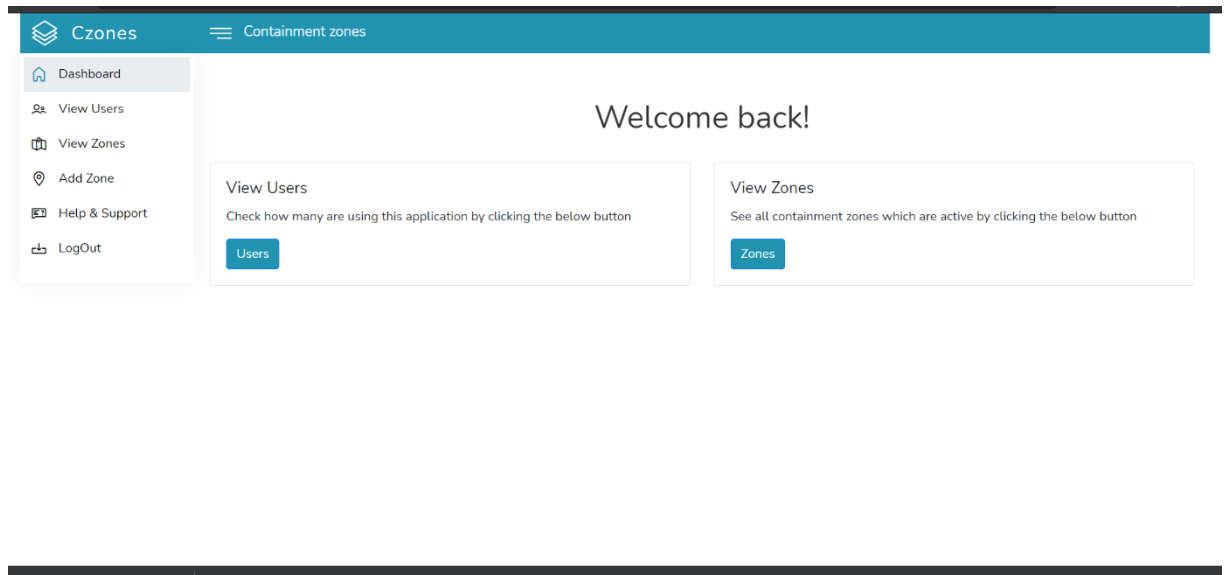 Czones
Containment zones
Dashboard
View Users
View Zones
Add Zone
Help & Support
LogOut
Welcome back!
View Users
Check how many are using this application by clicking the below button
Users
View Zones
See all containment zones which are active by clicking the below button
Zones